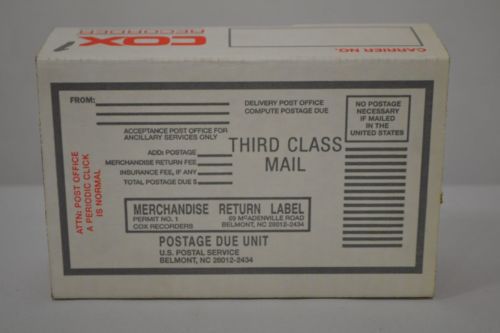 COX
RECORDER
CARRIER NO.
FROM:
DELIVERY POST OFFICE
COMPUTE POSTAGE DUE
NO POSTAGE
NECESSARY
IF MAILED
IN THE
UNITED STATES
ACCEPTANCE POST OFFICE FOR
ANCILLARY SERVICES ONLY
ADD: POSTAGE
MERCHANDISE RETURN FEE
INSURANCE FEE, IF ANY
TOTAL POSTAGE DUE $
THIRD CLASS
MAIL
ATTN: POST OFFICE
A PERIODIC CLICK
IS NORMAL
MERCHANDISE RETURN LABEL
PERMIT NO. 1
COX RECORDERS
69 McADENVILLE ROAD
BELMONT, NC 28012-2434
POSTAGE DUE UNIT
U.S. POSTAL SERVICE
BELMONT, NC 28012-2434